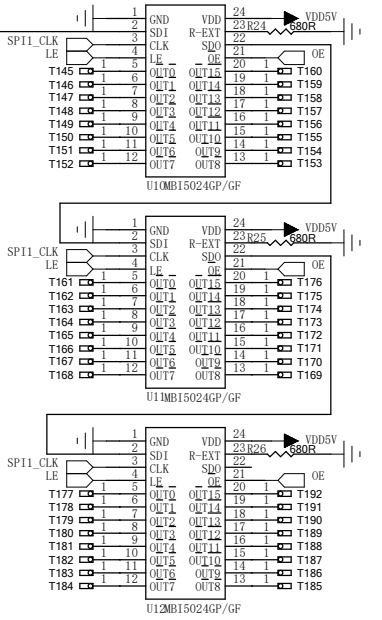 1 GND VDD 24 VDD5V
2 SDI R-EXT 23 R24 680R
SPI1_CLK 3 CLK SDO 22
LE 4 LE OE 21 OE
T145 1 5 OUT0 OUT15 20 1 T160
T146 1 6 OUT1 OUT14 19 1 T159
T147 1 7 OUT2 OUT13 18 1 T158
T148 1 8 OUT3 OUT12 17 1 T157
T149 1 9 OUT4 OUT11 16 1 T156
T150 1 10 OUT5 OUT10 15 1 T155
T151 1 11 OUT6 OUT9 14 1 T154
T152 1 12 OUT7 OUT8 13 1 T153
U10MBI5024GP/GF
1 GND VDD 24 VDD5V
2 SDI R-EXT 23 R25 680R
SPI1_CLK 3 CLK SDO 22
LE 4 LE OE 21 OE
T161 1 5 OUT0 OUT15 20 1 T176
T162 1 6 OUT1 OUT14 19 1 T175
T163 1 7 OUT2 OUT13 18 1 T174
T164 1 8 OUT3 OUT12 17 1 T173
T165 1 9 OUT4 OUT11 16 1 T172
T166 1 10 OUT5 OUT10 15 1 T171
T167 1 11 OUT6 OUT9 14 1 T170
T168 1 12 OUT7 OUT8 13 1 T169
U11MBI5024GP/GF
1 GND VDD 24 VDD5V
2 SDI R-EXT 23 R26 680R
SPI1_CLK 3 CLK SDO 22
LE 4 LE OE 21 OE
T177 1 5 OUT0 OUT15 20 1 T192
T178 1 6 OUT1 OUT14 19 1 T191
T179 1 7 OUT2 OUT13 18 1 T190
T180 1 8 OUT3 OUT12 17 1 T189
T181 1 9 OUT4 OUT11 16 1 T188
T182 1 10 OUT5 OUT10 15 1 T187
T183 1 11 OUT6 OUT9 14 1 T186
T184 1 12 OUT7 OUT8 13 1 T185
U12MBI5024GP/GF